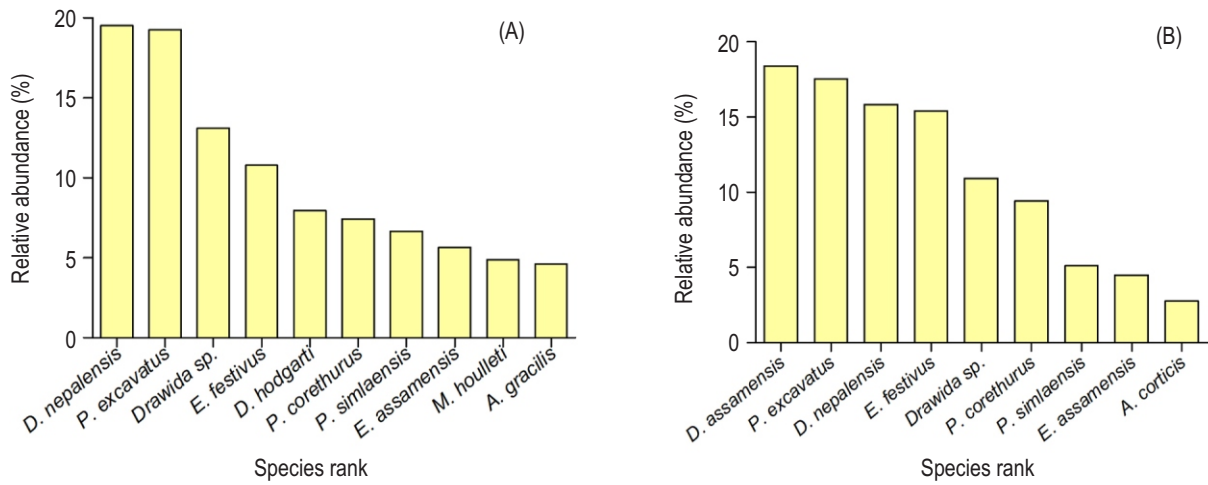 (A)
Relative abundance (%)
20
15
10
5
0
D. nepalensis
P. excavatus
Drawida sp.
E. festivus
D. hodgarti
P. corethurus
P. simlaensis
E. assamensis
M. houlleti
A. gracilis
Species rank
(B)
Relative abundance (%)
20
15
10
5
0
D. assamensis
P. excavatus
D. nepalensis
E. festivus
Drawida sp.
P. corethurus
P. simlaensis
E. assamensis
A. corticis
Species rank